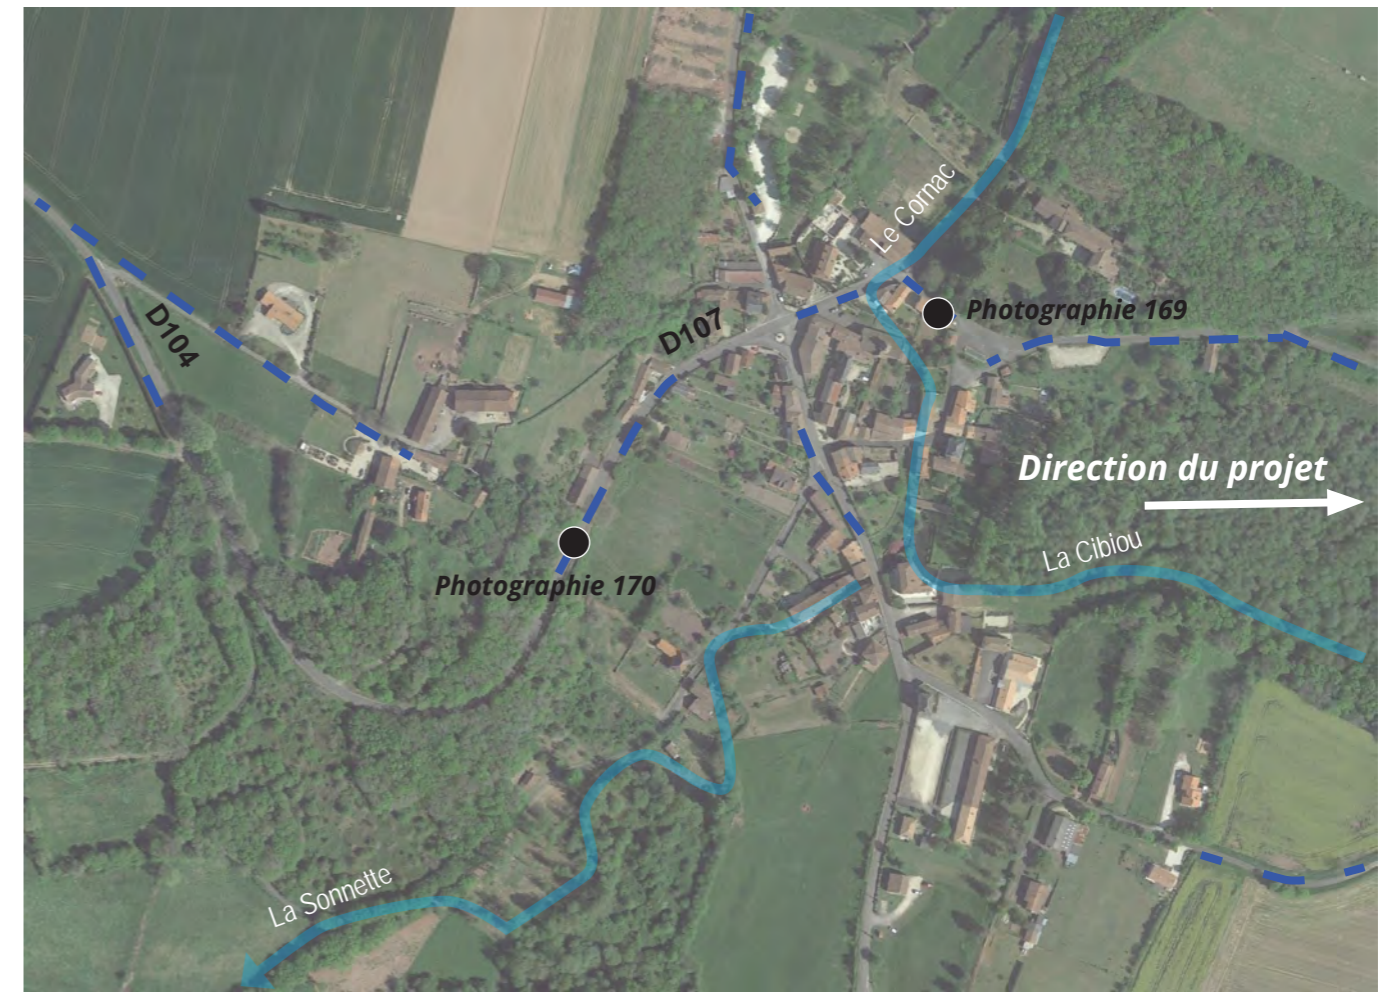 Le Cornac
Photographie 169
D104
D107
Direction du projet
La Cibiou
Photographie 170
La Sonnette